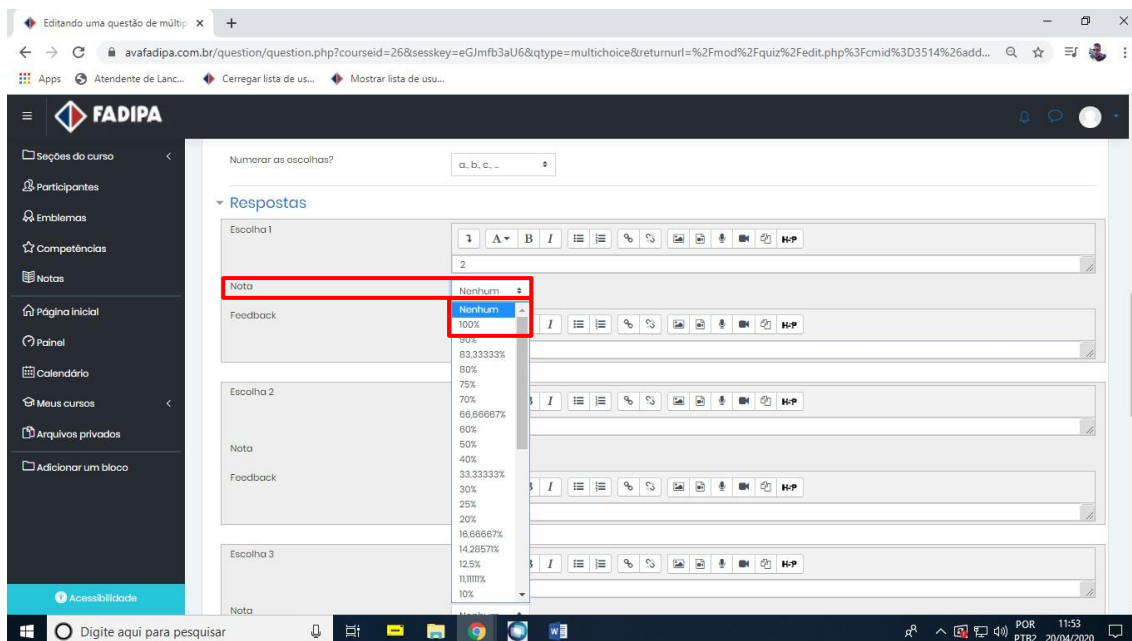 Editando uma questão de múltip
avafadipa.com.br/question/question.php?courseid=26&sesskey=eGJmfb3aU6&qtype=multichoice&returnurl=%2Fmod%2Fquiz%2Fedit.php%3Fcmid%3D3514%26add...
Apps Atendente de Lanc... Cerregar lista de us... Mostrar lista de usu...
FADIPA
Seções do curso
Participantes
Emblemas
Competências
Notas
Página inicial
Painel
Calendário
Meus cursos
Arquivos privados
Adicionar um bloco
Acessibilidade
Numerar as escolhas? a., b., c., ..
Respostas
Escolha 1
A B I H-P
2
Nota Nenhum
Feedback
I H-P
Nenhum
100%
90%
83,33333%
80%
75%
70%
66,66667%
60%
50%
40%
33,33333%
30%
25%
20%
16,66667%
14,28571%
12,5%
11,11111%
10%
Escolha 2
I H-P
Nota
Feedback
I H-P
Escolha 3
I H-P
Nota Nenhum
Digite aqui para pesquisar
POR 11:53
PTB2 20/04/2020